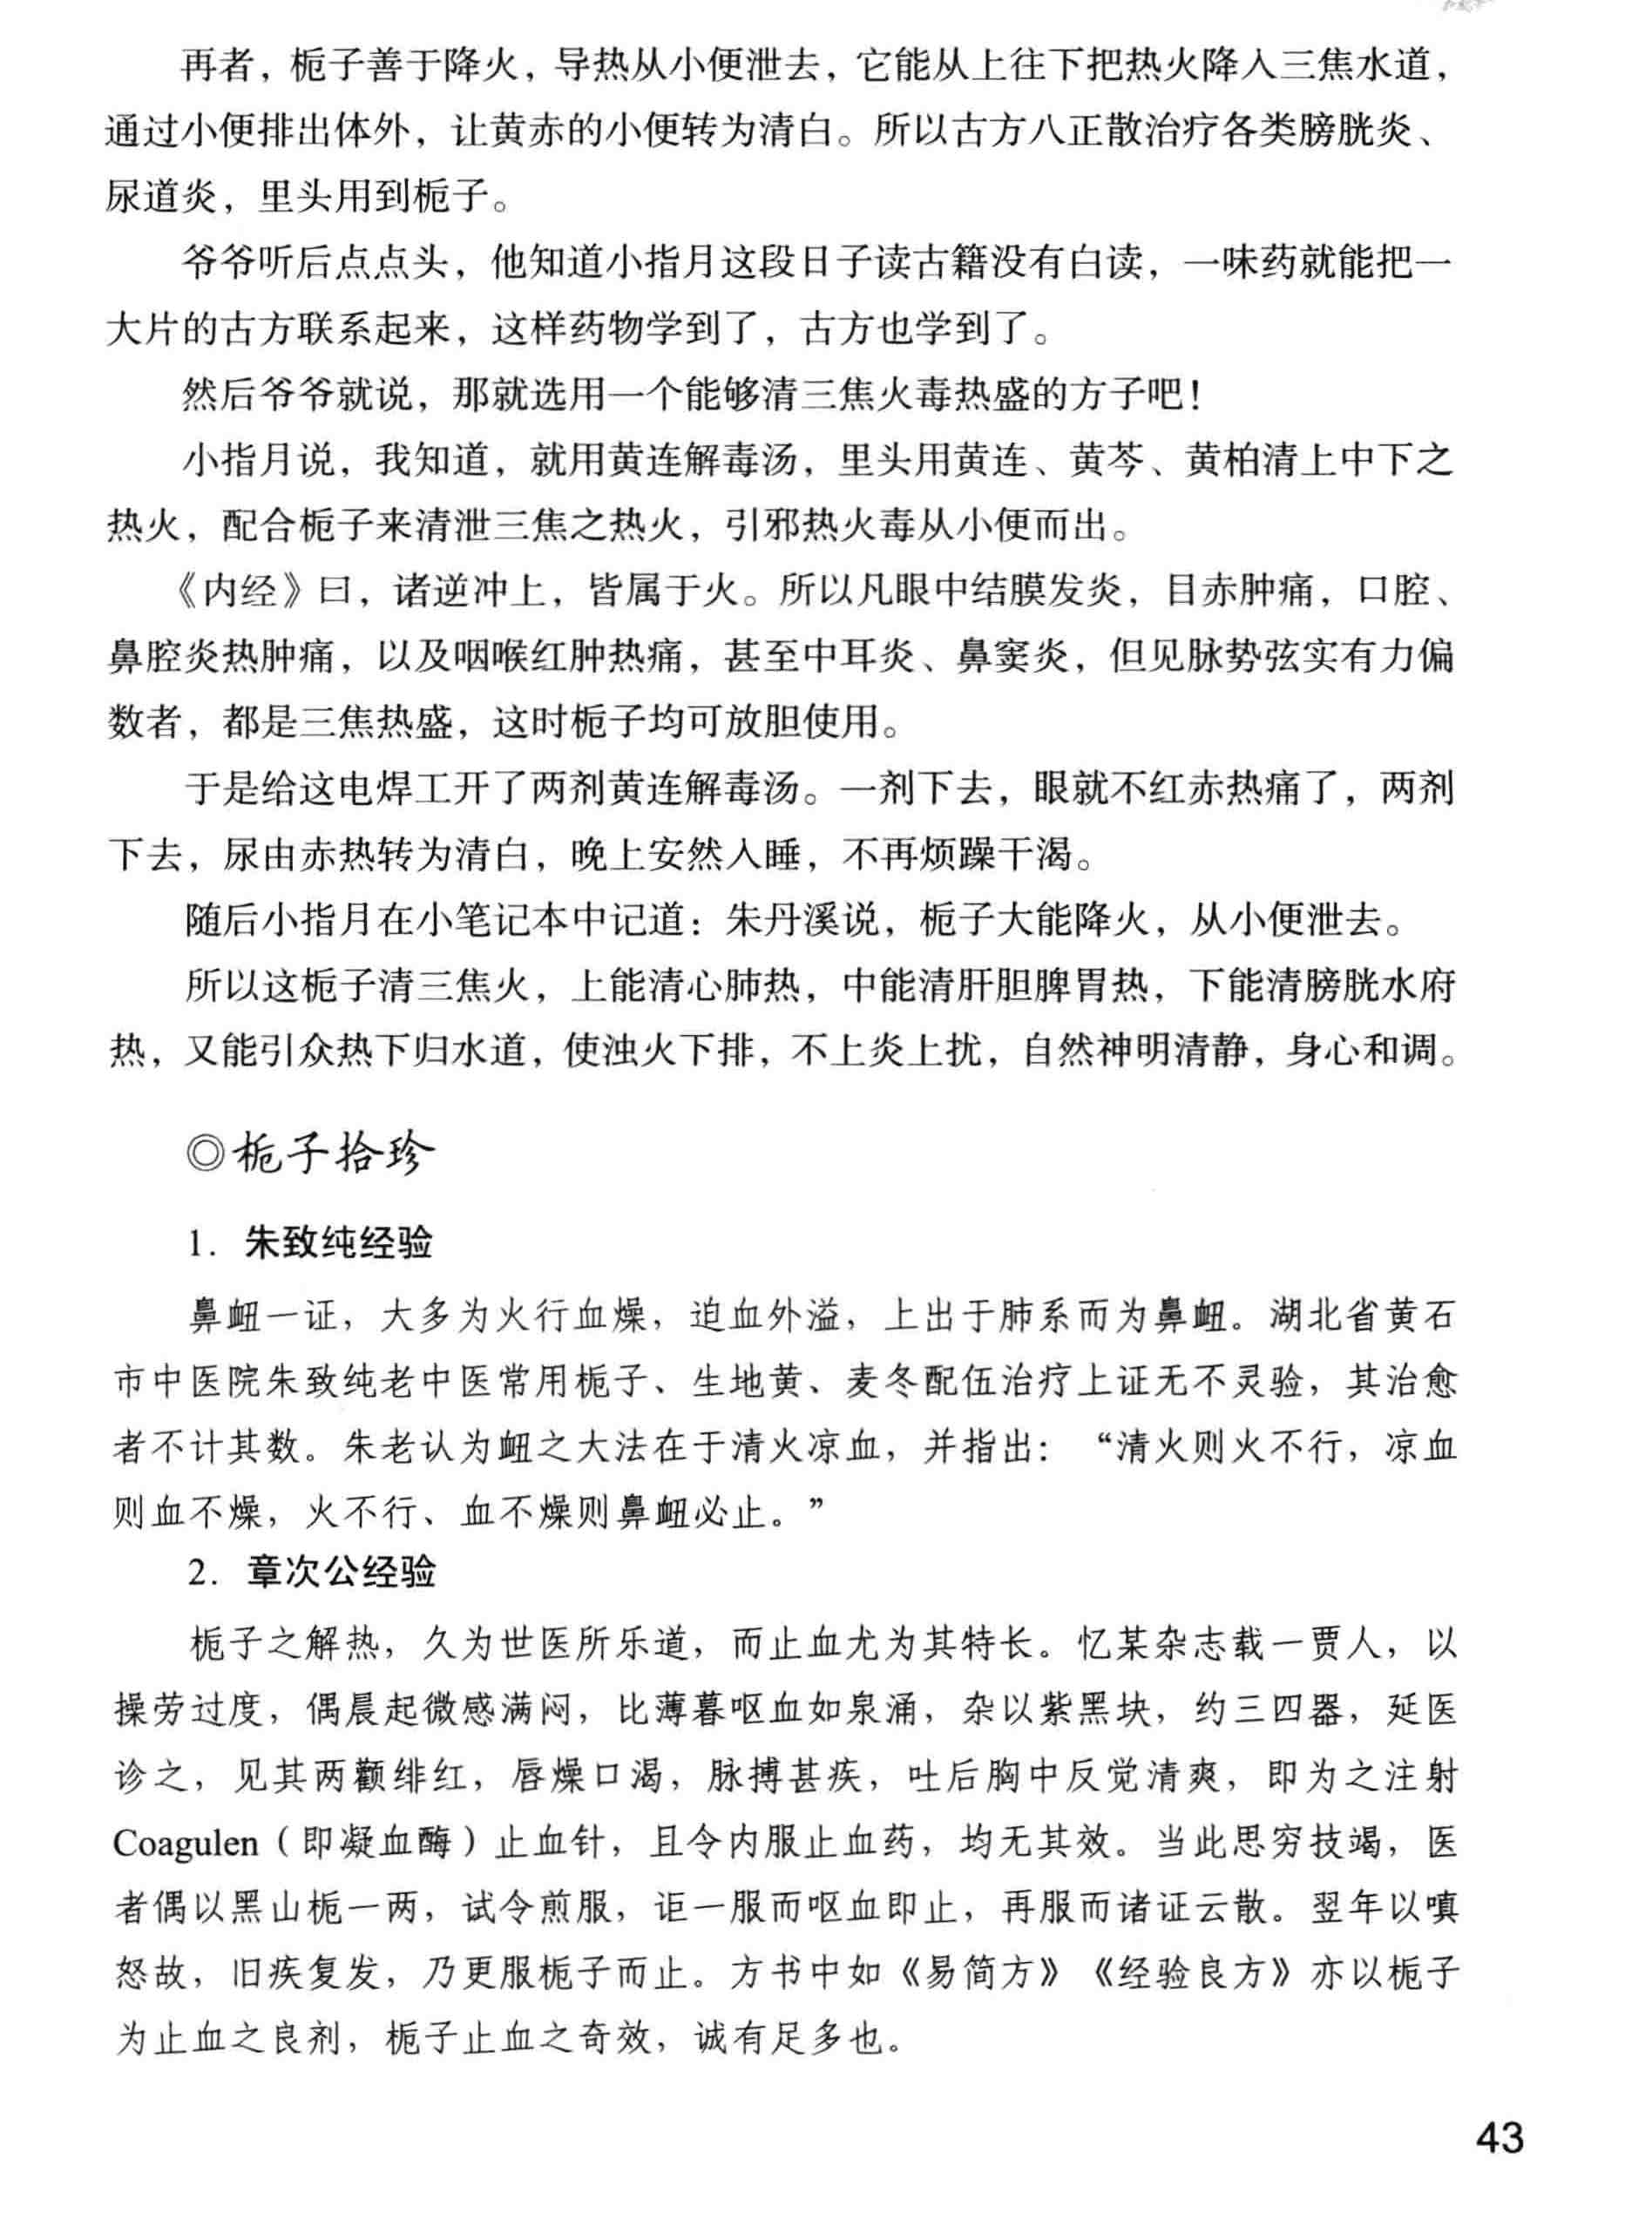 再者，栀子善于降火，导热从小便泄去，它能从上往下把热火降入三焦水道，
通过小便排出体外，让黄赤的小便转为清白。所以古方八正散治疗各类膀胱炎、
尿道炎，里头用到栀子。
爷爷听后点点头，他知道小指月这段日子读古籍没有白读，一味药就能把一
大片的古方联系起来，这样药物学到了，古方也学到了。
然后爷爷就说，那就选用一个能够清三焦火毒热盛的方子吧！
小指月说，我知道，就用黄连解毒汤，里头用黄连、黄芩、黄柏清上中下之
热火，配合栀子来清泄三焦之热火，引邪热火毒从小便而出。
《内经》曰，诸逆冲上，皆属于火。所以凡眼中结膜发炎，目赤肿痛，口腔、
鼻腔炎热肿痛，以及咽喉红肿热痛，甚至中耳炎、鼻窦炎，但见脉势弦实有力偏
数者，都是三焦热盛，这时栀子均可放胆使用。
于是给这电焊工开了两剂黄连解毒汤。一剂下去，眼就不红赤热痛了，两剂
下去，尿由赤热转为清白，晚上安然入睡，不再烦躁干渴。
随后小指月在小笔记本中记道：朱丹溪说，栀子大能降火，从小便泄去。
所以这栀子清三焦火，上能清心肺热，中能清肝胆脾胃热，下能清膀胱水府
热，又能引众热下归水道，使浊火下排，不上炎上扰，自然神明清静，身心和调。
◎栀子拾珍
1. 朱致纯经验
鼻衄一证，大多为火行血燥，迫血外溢，上出于肺系而为鼻衄。湖北省黄石
市中医院朱致纯老中医常用栀子、生地黄、麦冬配伍治疗上证无不灵验，其治愈
者不计其数。朱老认为衄之大法在于清火凉血，并指出：“清火则火不行，凉血
则血不燥，火不行、血不燥则鼻衄必止。”
2. 章次公经验
栀子之解热，久为世医所乐道，而止血尤为其特长。忆某杂志载一贾人，以
操劳过度，偶晨起微感满闷，比薄暮呕血如泉涌，杂以紫黑块，约三四器，延医
诊之，见其两颧绯红，唇燥口渴，脉搏甚疾，吐后胸中反觉清爽，即为之注射
Coagulen（即凝血酶）止血针，且令内服止血药，均无其效。当此思穷技竭，医
者偶以黑山栀一两，试令煎服，讵一服而呕血即止，再服而诸证云散。翌年以嗔
怒故，旧疾复发，乃更服栀子而止。方书中如《易简方》《经验良方》亦以栀子
为止血之良剂，栀子止血之奇效，诚有足多也。
43